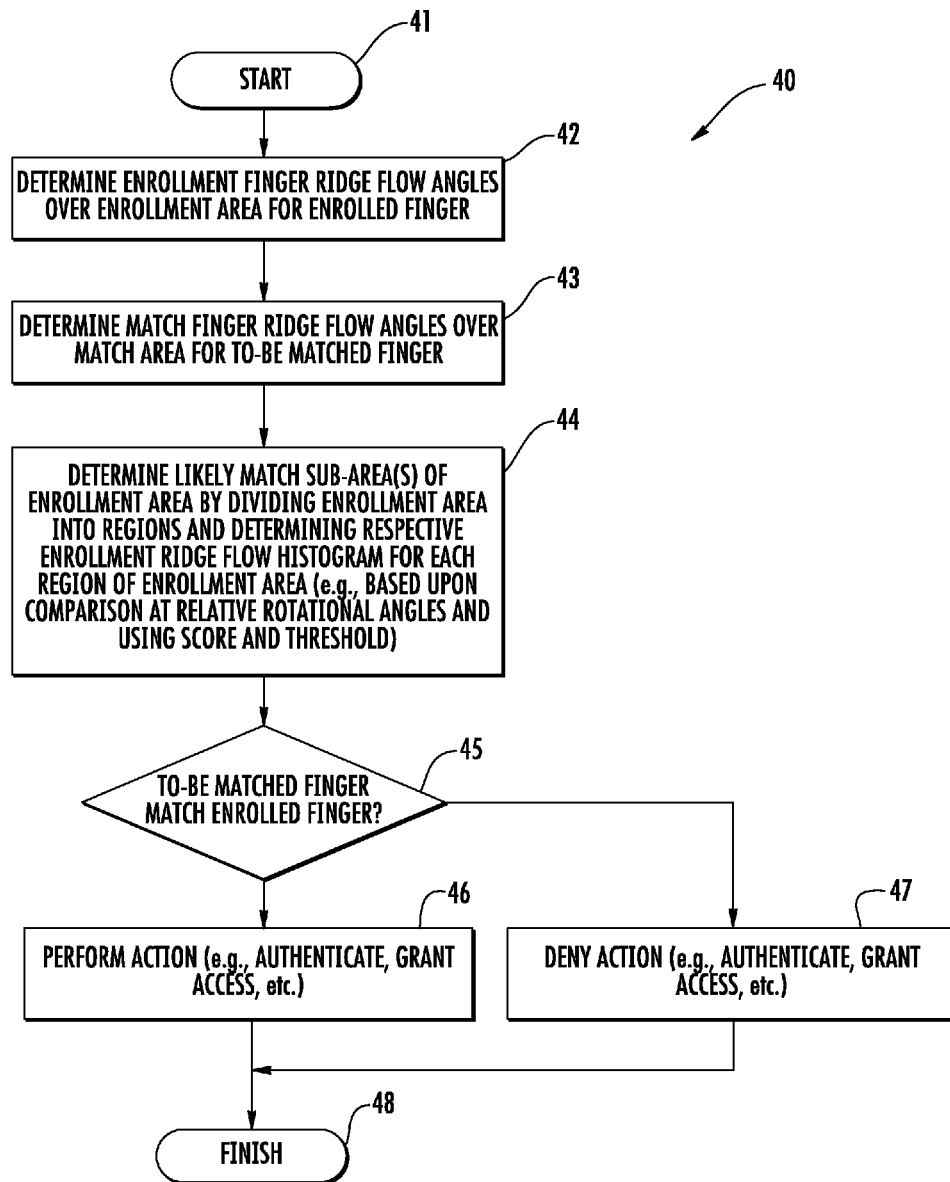 41
START
40
42
DETERMINE ENROLLMENT FINGER RIDGE FLOW ANGLES
OVER ENROLLMENT AREA FOR ENROLLED FINGER
43
DETERMINE MATCH FINGER RIDGE FLOW ANGLES OVER
MATCH AREA FOR TO-BE MATCHED FINGER
44
DETERMINE LIKELY MATCH SUB-AREA(S) OF
ENROLLMENT AREA BY DIVIDING ENROLLMENT AREA
INTO REGIONS AND DETERMINING RESPECTIVE
ENROLLMENT RIDGE FLOW HISTOGRAM FOR EACH
REGION OF ENROLLMENT AREA (e.g., BASED UPON
COMPARISON AT RELATIVE ROTATIONAL ANGLES AND
USING SCORE AND THRESHOLD)
45
TO-BE MATCHED FINGER
MATCH ENROLLED FINGER?
46
PERFORM ACTION (e.g., AUTHENTICATE, GRANT
ACCESS, etc.)
47
DENY ACTION (e.g., AUTHENTICATE, GRANT
ACCESS, etc.)
48
FINISH